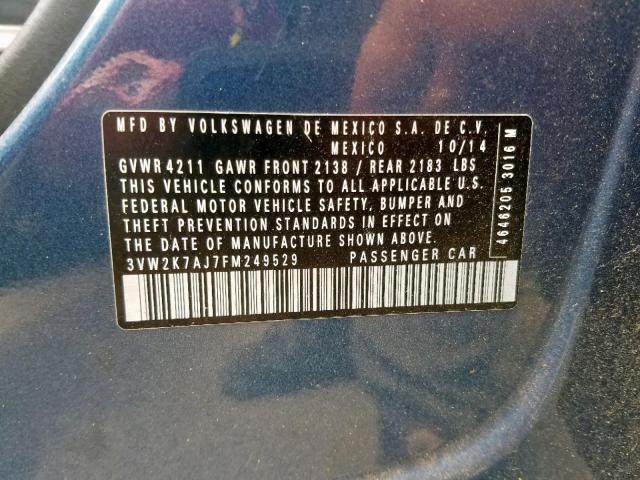 MFD BY VOLKSWAGEN DE MEXICO S.A. DE C.V.
MEXICO 10/14
GVWR 4211 GAWR FRONT 2138 / REAR 2183 LBS
THIS VEHICLE CONFORMS TO ALL APPLICABLE U.S.
FEDERAL MOTOR VEHICLE SAFETY, BUMPER AND
THEFT PREVENTION STANDARDS IN EFFECT ON
THE DATE OF MANUFACTURE SHOWN ABOVE.
3VW2K7AJ7FM249529 PASSENGER CAR
4646205 3016 M